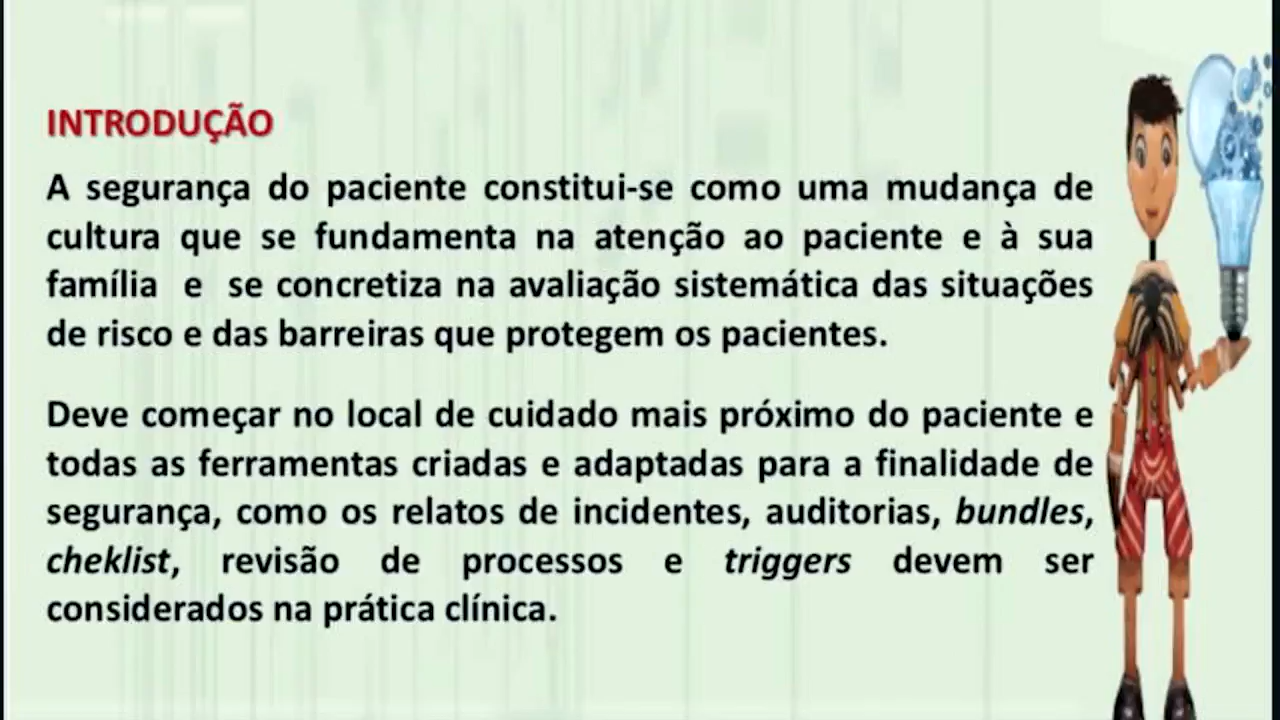 INTRODUÇÃO
A segurança do paciente constitui-se como uma mudança de
cultura que se fundamenta na atenção ao paciente e à sua
família e se concretiza na avaliação sistemática das situações
de risco e das barreiras que protegem os pacientes.
Deve começar no local de cuidado mais próximo do paciente e
todas as ferramentas criadas e adaptadas para a finalidade de
segurança, como os relatos de incidentes, auditorias, bundles,
cheklist, revisão de processos e triggers devem ser
considerados na prática clínica.